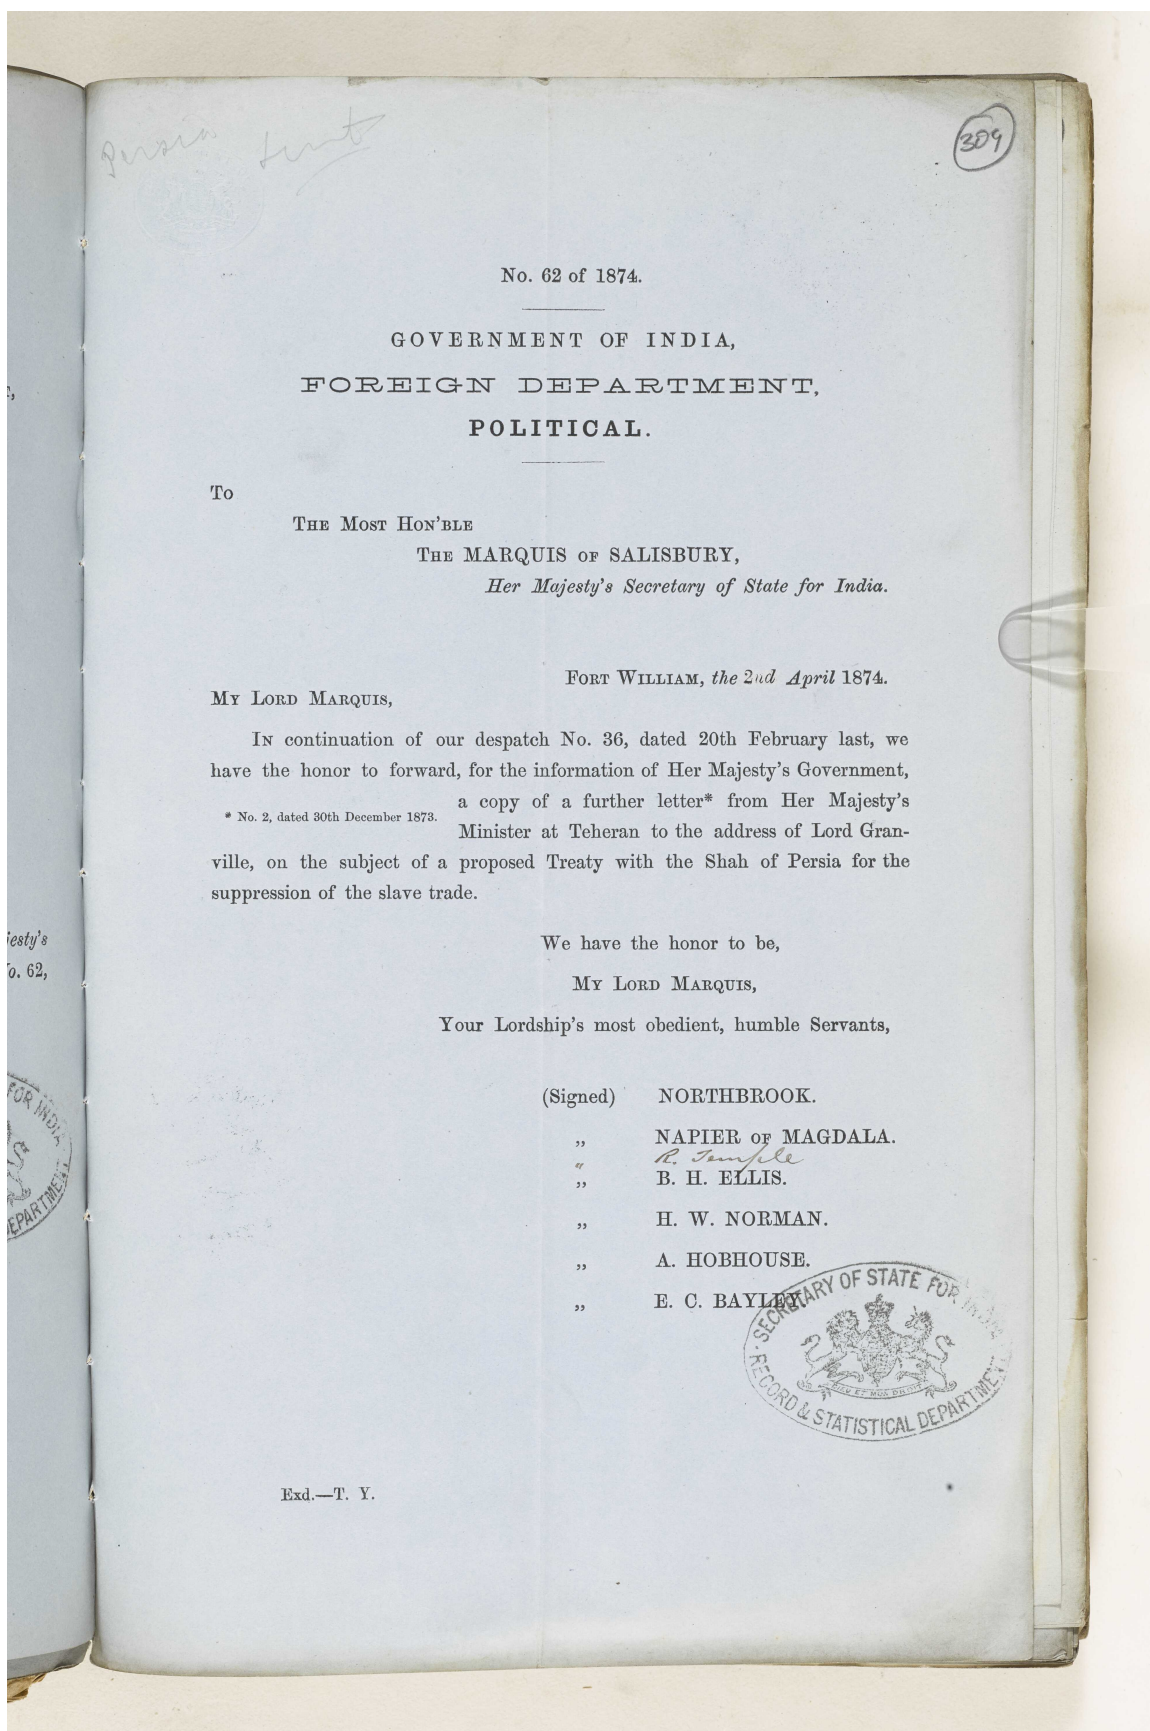 Persia
309
No. 62 of 1874.
GOVERNMENT OF INDIA,
FOREIGN DEPARTMENT,
POLITICAL.
To
THE MOST HON'BLE
THE MARQUIS OF SALISBURY,
Her Majesty's Secretary of State for India.
FORT WILLIAM, the 2nd April 1874.
MY LORD MARQUIS,
IN continuation of our despatch No. 36, dated 20th February last, we
have the honor to forward, for the information of Her Majesty's Government,
a copy of a further letter* from Her Majesty's
* No. 2, dated 30th December 1873.
Minister at Teheran to the address of Lord Gran-
ville, on the subject of a proposed Treaty with the Shah of Persia for the
suppression of the slave trade.
We have the honor to be,
MY LORD MARQUIS,
Your Lordship's most obedient, humble Servants,
(Signed) NORTHBROOK.
„ NAPIER OF MAGDALA.
„ R. Temple
„ B. H. ELLIS.
„ H. W. NORMAN.
„ A. HOBHOUSE.
„ E. C. BAYLEY.
SECRETARY OF STATE FOR INDIA
RECORD & STATISTICAL DEPARTMENT
DIEU ET MON DROIT
Exd.—T. Y.
esty's
o. 62,
FOR INDIA
DEPARTMENT